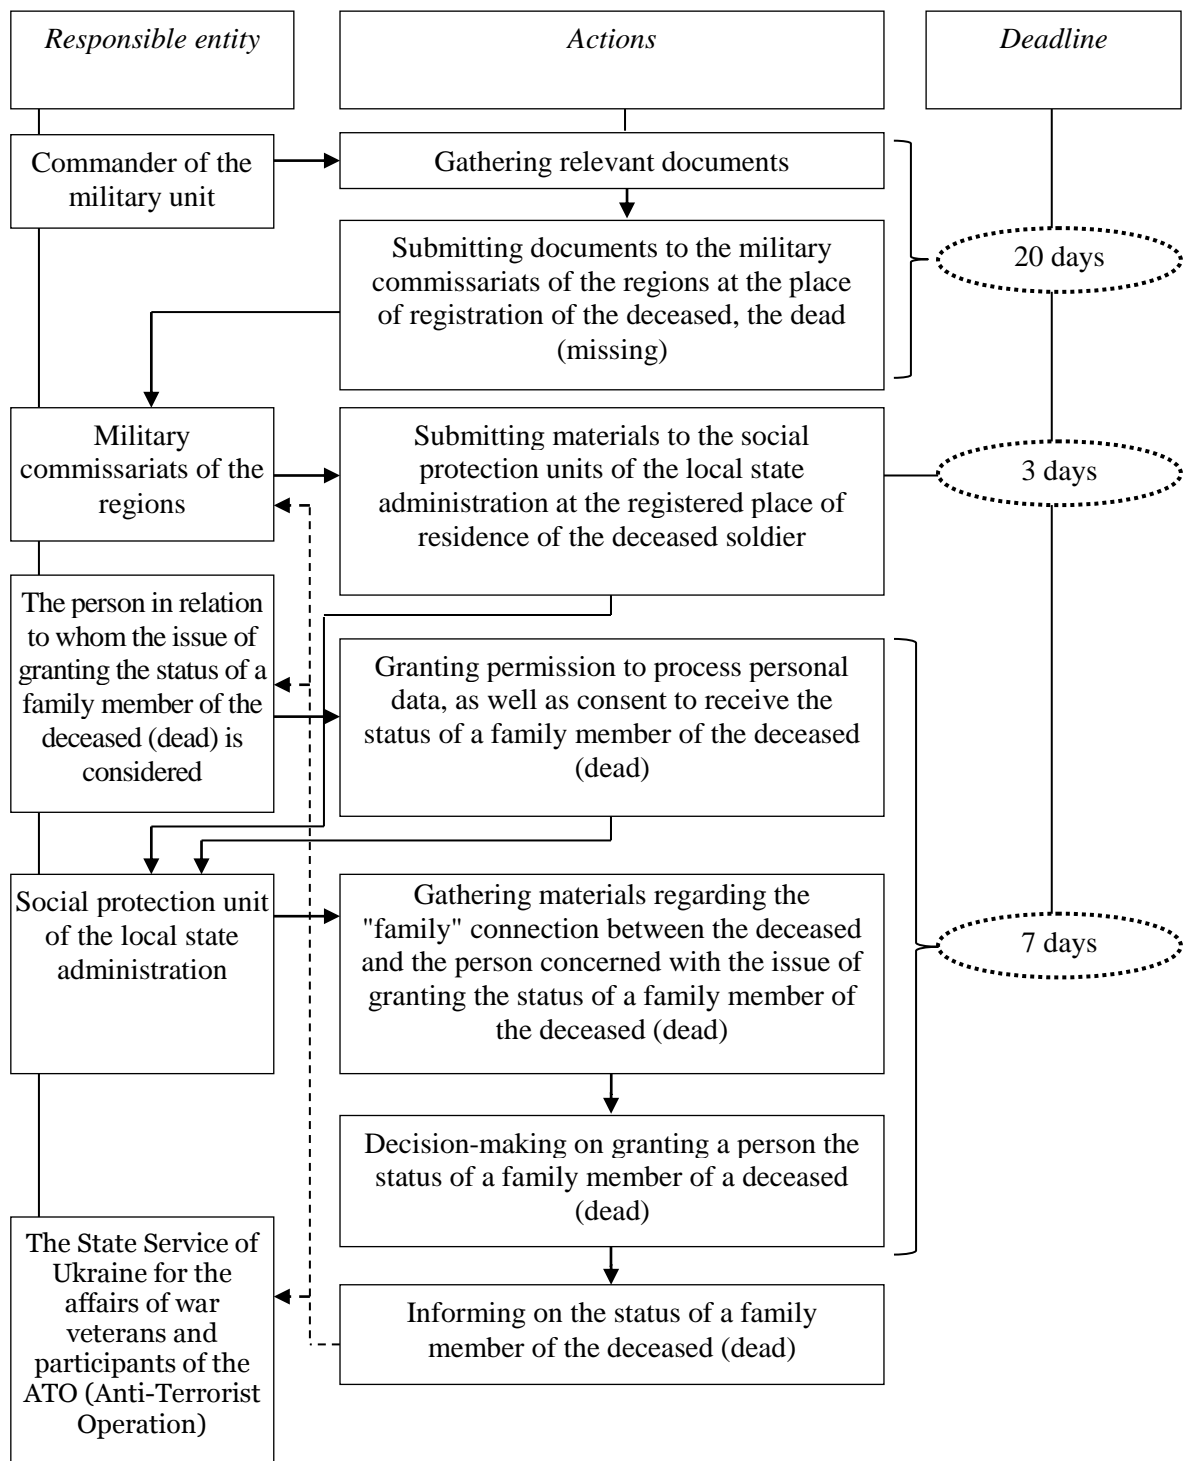 Responsible entity
Actions
Deadline
Commander of the
military unit
Gathering relevant documents
Submitting documents to the military
commissariats of the regions at the place
of registration of the deceased, the dead
(missing)
20 days
Military
commissariats of the
regions
Submitting materials to the social
protection units of the local state
administration at the registered place of
residence of the deceased soldier
3 days
The person in relation
to whom the issue of
granting the status of a
family member of the
deceased (dead) is
considered
Granting permission to process personal
data, as well as consent to receive the
status of a family member of the deceased
(dead)
Social protection unit
of the local state
administration
Gathering materials regarding the
"family" connection between the deceased
and the person concerned with the issue of
granting the status of a family member of
the deceased (dead)
7 days
Decision-making on granting a person the
status of a family member of a deceased
(dead)
The State Service of
Ukraine for the
affairs of war
veterans and
participants of the
ATO (Anti-Terrorist
Operation)
Informing on the status of a family
member of the deceased (dead)